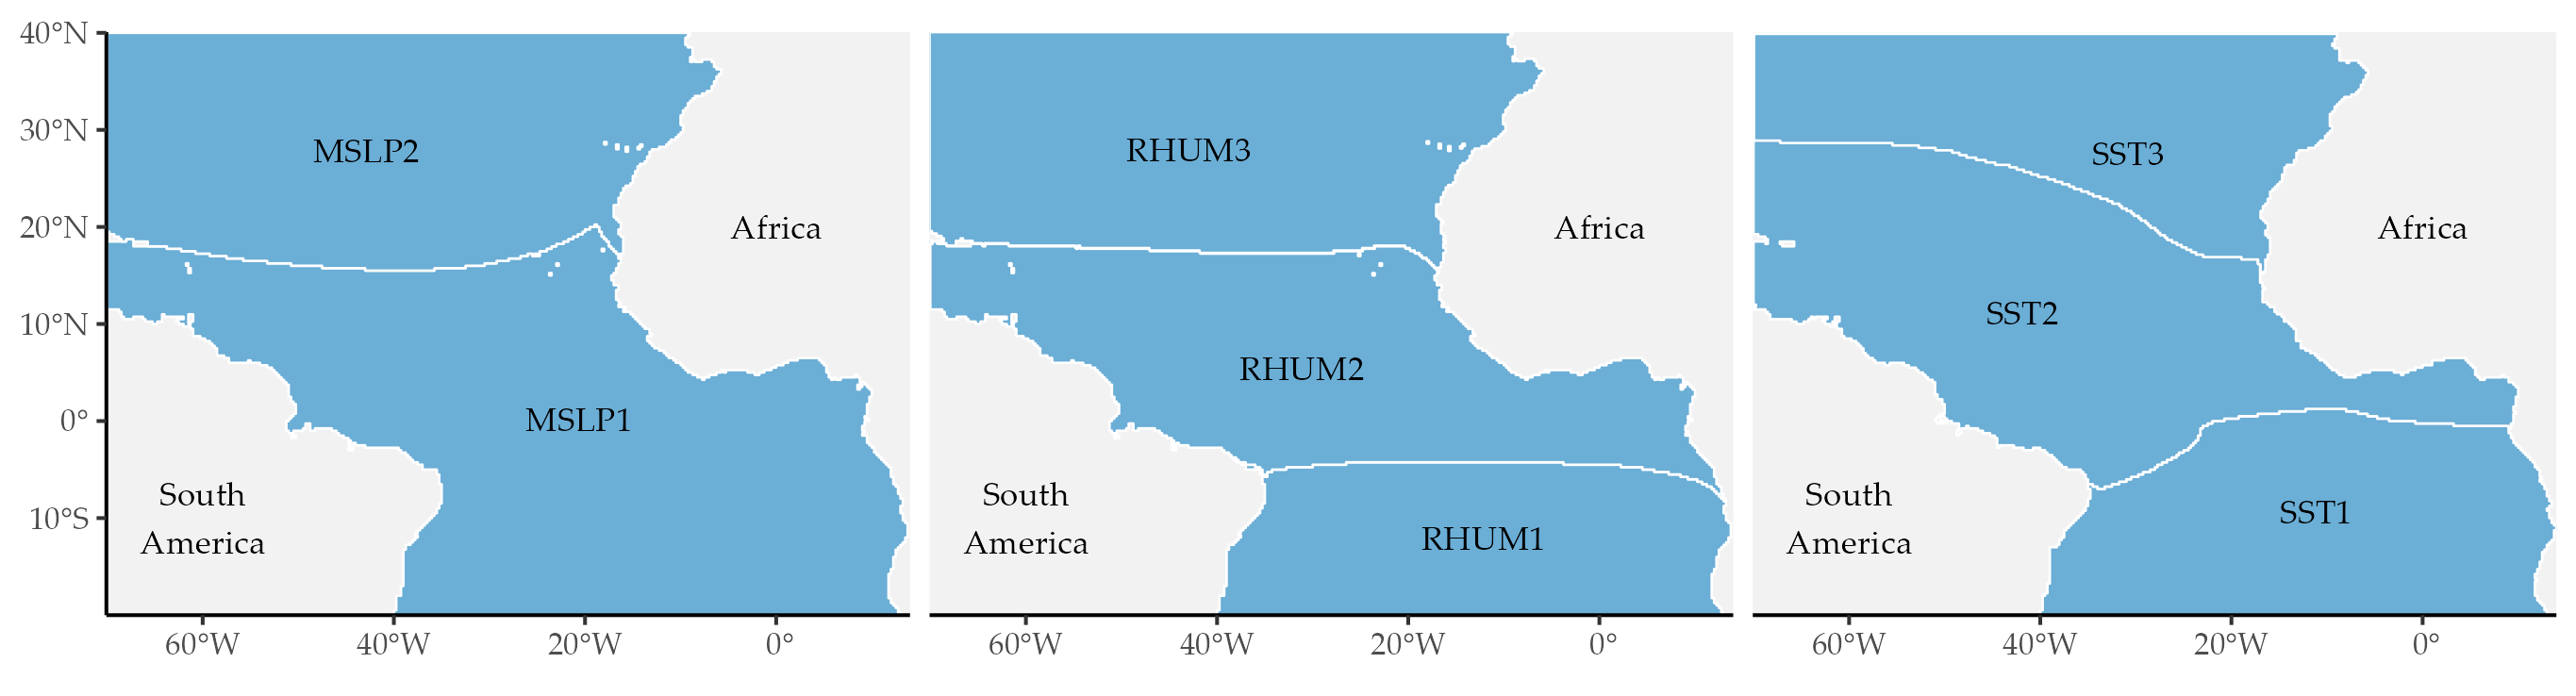 40°N
30°N
20°N
10°N
0°
10°S
MSLP2
Africa
MSLP1
South
America
60°W
40°W
20°W
0°
RHUM3
Africa
RHUM2
South
America
RHUM1
60°W
40°W
20°W
0°
SST3
Africa
SST2
South
America
SST1
60°W
40°W
20°W
0°